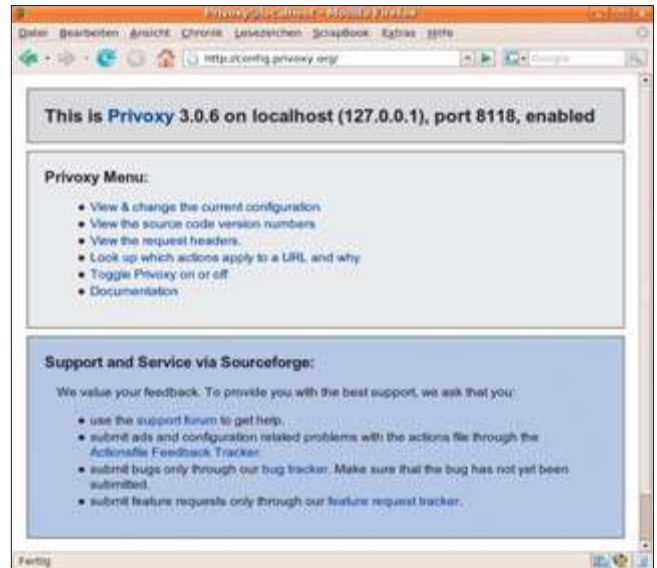 Privoxy@localhost - Mozilla Firefox
Datei Bearbeiten Ansicht Chronik Lesezeichen ScrapBook Extras Hilfe
http://config.privoxy.org/
Google
This is Privoxy 3.0.6 on localhost (127.0.0.1), port 8118, enabled
Privoxy Menu:
• View & change the current configuration
• View the source code version numbers
• View the request headers.
• Look up which actions apply to a URL and why
• Toggle Privoxy on or off
• Documentation
Support and Service via Sourceforge:
We value your feedback. To provide you with the best support, we ask that you:
• use the support forum to get help.
• submit ads and configuration related problems with the actions file through the
Actionsfile Feedback Tracker.
• submit bugs only through our bug tracker. Make sure that the bug has not yet been
submitted.
• submit feature requests only through our feature request tracker.
Fertig